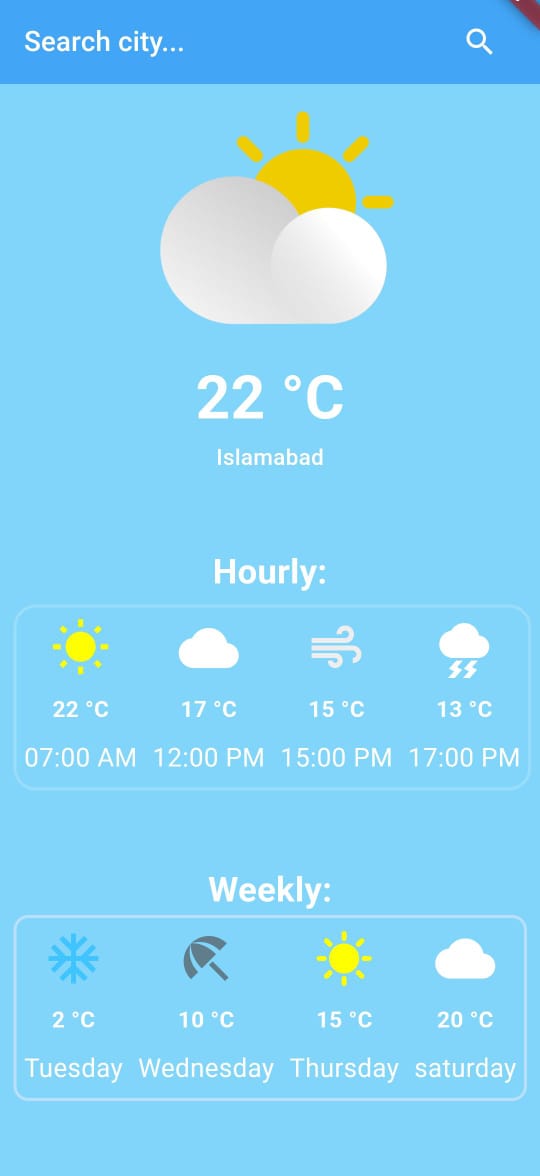 Search city...
22 °C
Islamabad
Hourly:
22 °C 17 °C 15 °C 13 °C
07:00 AM 12:00 PM 15:00 PM 17:00 PM
Weekly:
2 °C 10 °C 15 °C 20 °C
Tuesday Wednesday Thursday saturday